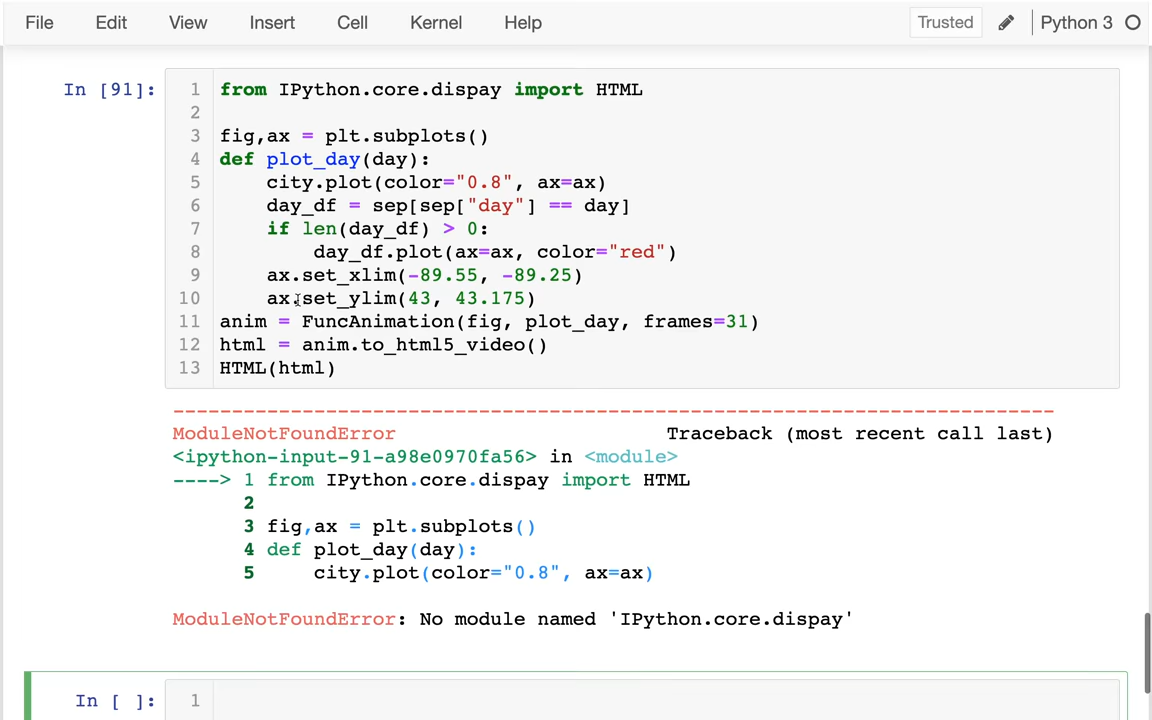 File Edit View Insert Cell Kernel Help Trusted Python 3
In [91]: 1 from IPython.core.dispay import HTML
2
3 fig,ax = plt.subplots()
4 def plot_day(day):
5     city.plot(color="0.8", ax=ax)
6     day_df = sep[sep["day"] == day]
7     if len(day_df) > 0:
8         day_df.plot(ax=ax, color="red")
9     ax.set_xlim(-89.55, -89.25)
10     ax.set_ylim(43, 43.175)
11 anim = FuncAnimation(fig, plot_day, frames=31)
12 html = anim.to_html5_video()
13 HTML(html)
---------------------------------------------------------------------------
ModuleNotFoundError                       Traceback (most recent call last)
<ipython-input-91-a98e0970fa56> in <module>
----> 1 from IPython.core.dispay import HTML
      2
      3 fig,ax = plt.subplots()
      4 def plot_day(day):
      5     city.plot(color="0.8", ax=ax)
ModuleNotFoundError: No module named 'IPython.core.dispay'
In [ ]: 1